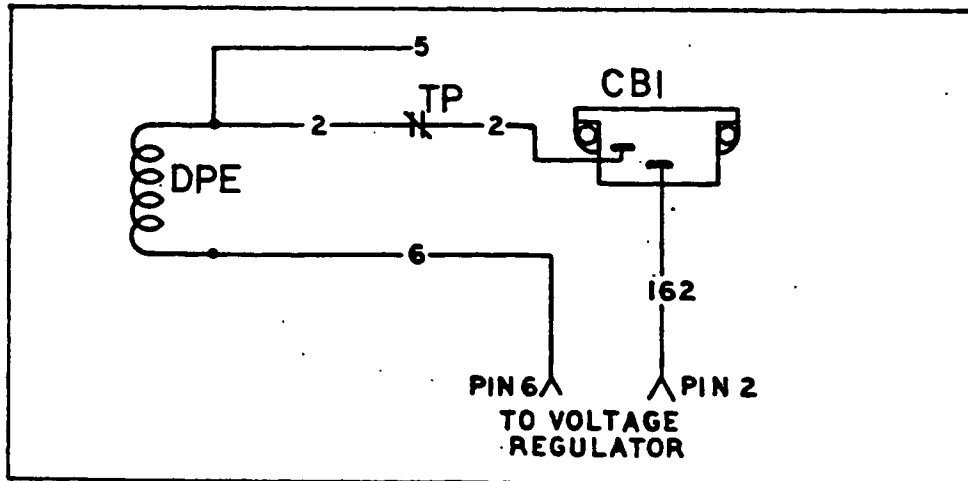 5
TP
CB1
2
2
DPE
6
162
PIN 6
PIN 2
TO VOLTAGE
REGULATOR